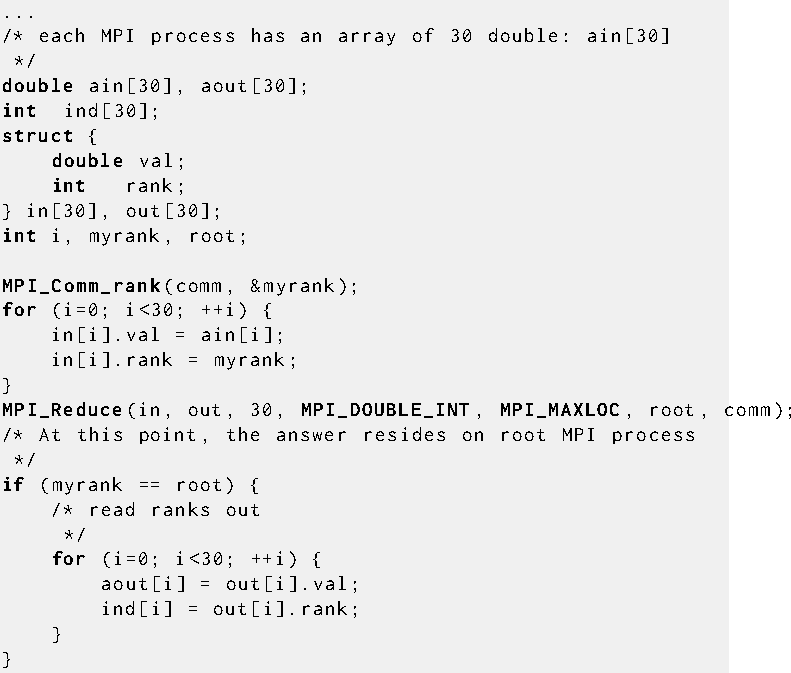 ...
/* each MPI process has an array of 30 double: ain[30]
 */
double ain[30], aout[30];
int  ind[30];
struct {
    double val;
    int   rank;
} in[30], out[30];
int i, myrank, root;

MPI_Comm_rank(comm, &myrank);
for (i=0; i<30; ++i) {
    in[i].val = ain[i];
    in[i].rank = myrank;
}
MPI_Reduce(in, out, 30, MPI_DOUBLE_INT, MPI_MAXLOC, root, comm);
/* At this point, the answer resides on root MPI process
 */
if (myrank == root) {
    /* read ranks out
     */
    for (i=0; i<30; ++i) {
        aout[i] = out[i].val;
        ind[i] = out[i].rank;
    }
}